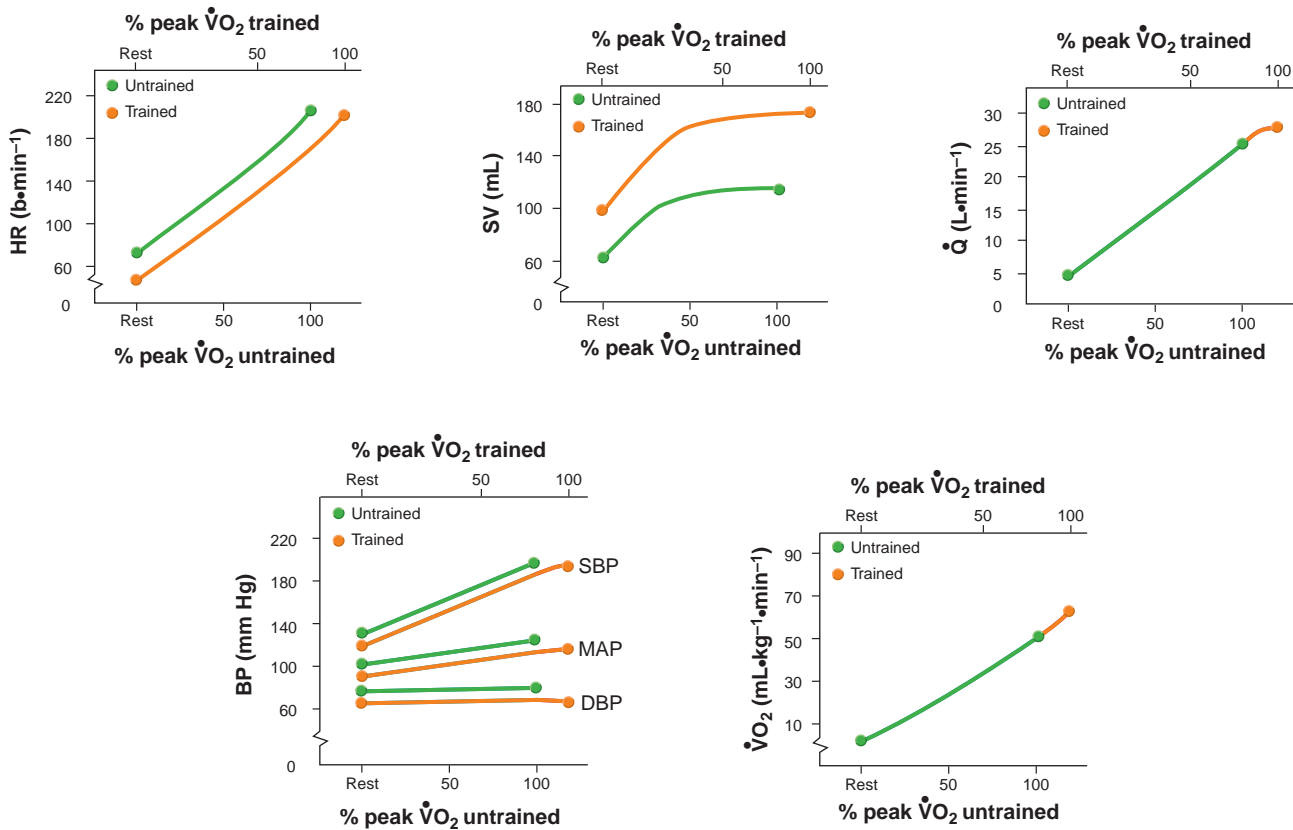 % peak V̇O₂ trained
Rest 50 100
Untrained
Trained
HR (b•min⁻¹)
220
180
140
100
60
0
Rest 50 100
% peak V̇O₂ untrained
% peak V̇O₂ trained
Rest 50 100
Untrained
Trained
SV (mL)
180
140
100
60
0
Rest 50 100
% peak V̇O₂ untrained
% peak V̇O₂ trained
Rest 50 100
Untrained
Trained
Q̇ (L•min⁻¹)
30
25
20
15
10
5
0
Rest 50 100
% peak V̇O₂ untrained
% peak V̇O₂ trained
Rest 50 100
Untrained
Trained
BP (mm Hg)
220
180
140
100
60
0
SBP
MAP
DBP
Rest 50 100
% peak V̇O₂ untrained
% peak V̇O₂ trained
Rest 50 100
Untrained
Trained
V̇O₂ (mL•kg⁻¹•min⁻¹)
90
70
50
30
10
0
Rest 50 100
% peak V̇O₂ untrained